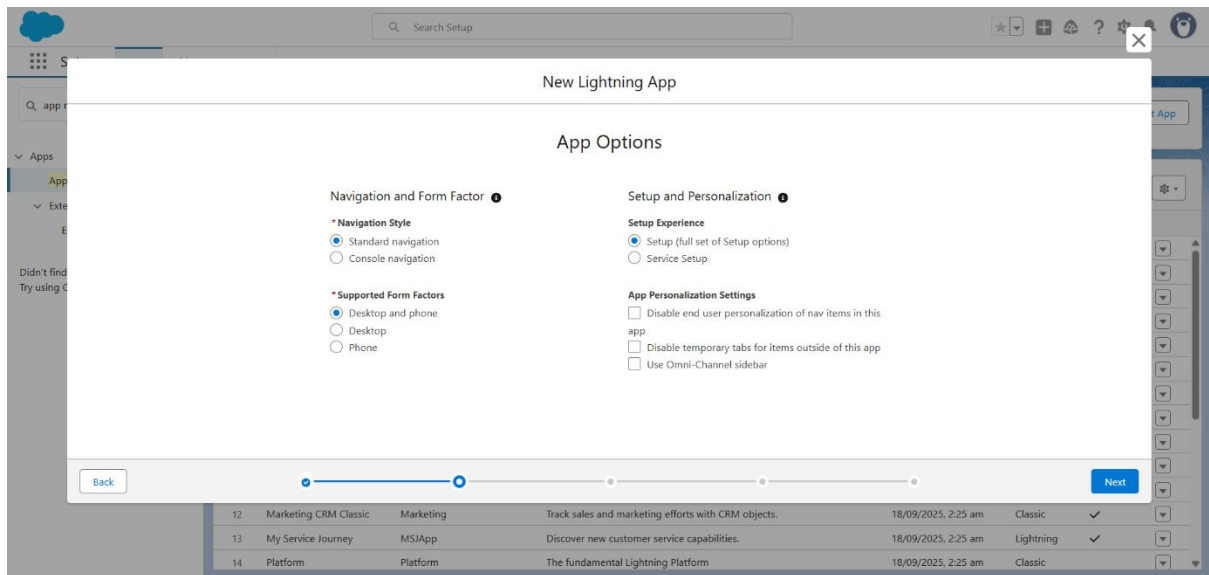 Search Setup
New Lightning App
App Options
Navigation and Form Factor
* Navigation Style
Standard navigation
Console navigation
* Supported Form Factors
Desktop and phone
Desktop
Phone
Setup and Personalization
Setup Experience
Setup (full set of Setup options)
Service Setup
App Personalization Settings
Disable end user personalization of nav items in this
app
Disable temporary tabs for items outside of this app
Use Omni-Channel sidebar
Back
Next
Apps
App
Didn't find
Try using
12 Marketing CRM Classic Marketing Track sales and marketing efforts with CRM objects. 18/09/2025, 2:25 am Classic
13 My Service Journey MSJApp Discover new customer service capabilities. 18/09/2025, 2:25 am Lightning
14 Platform Platform The fundamental Lightning Platform 18/09/2025, 2:25 am Classic